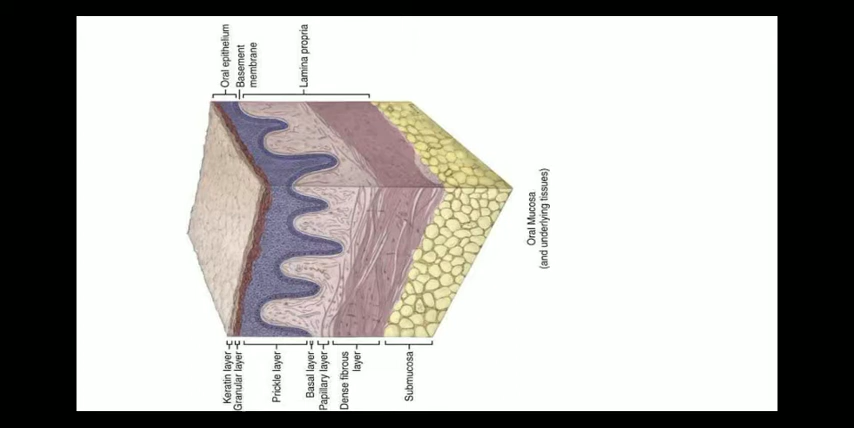 Oral epithelium
Basement
membrane
Lamina propria
Keratin layer
Granular layer
Prickle layer
Basal layer
Papillary layer
Dense fibrous
layer
Submucosa
Oral Mucosa
(and underlying tissues)